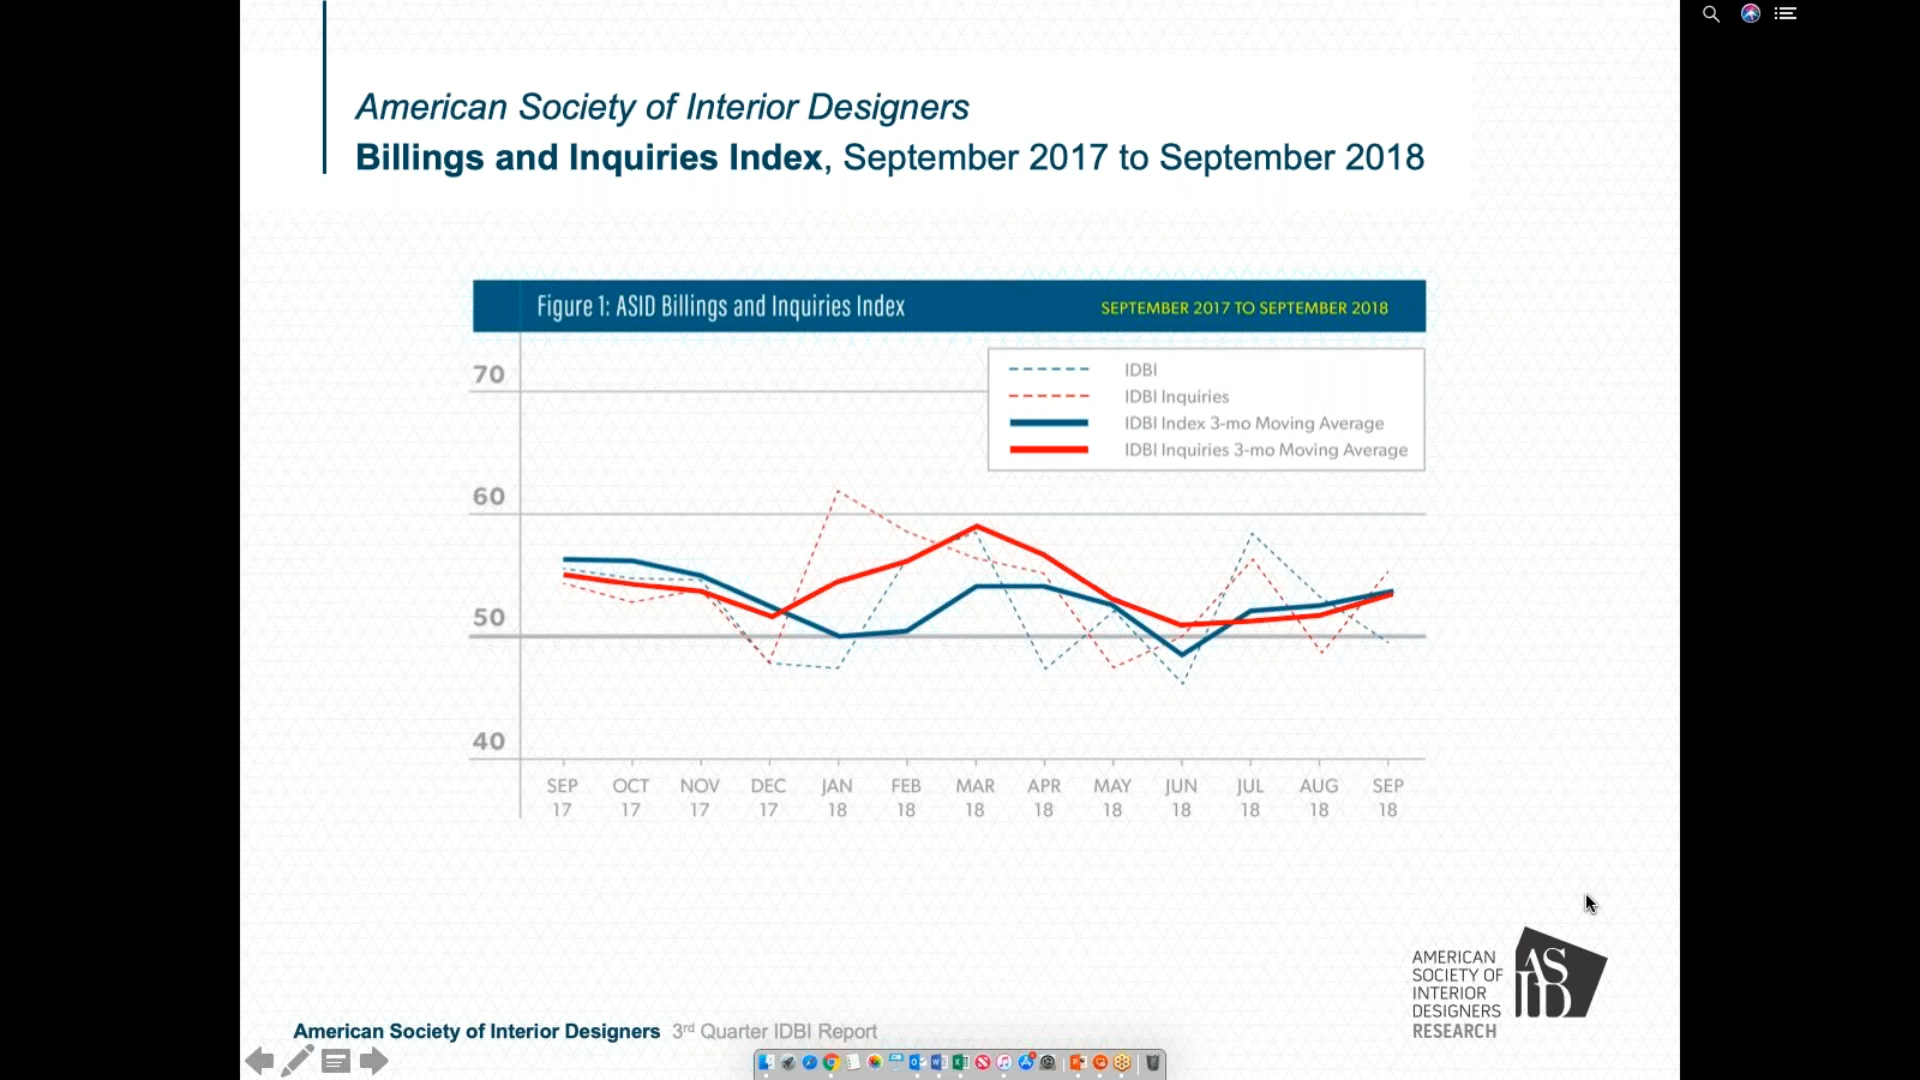 American Society of Interior Designers
Billings and Inquiries Index, September 2017 to September 2018
Figure 1: ASID Billings and Inquiries Index
SEPTEMBER 2017 TO SEPTEMBER 2018
IDBI
IDBI Inquiries
IDBI Index 3-mo Moving Average
IDBI Inquiries 3-mo Moving Average
70
60
50
40
SEP OCT NOV DEC JAN FEB MAR APR MAY JUN JUL AUG SEP
17 17 17 17 18 18 18 18 18 18 18 18 18
AMERICAN
SOCIETY OF
INTERIOR
DESIGNERS
RESEARCH
AS
ID
American Society of Interior Designers 3rd Quarter IDBI Report